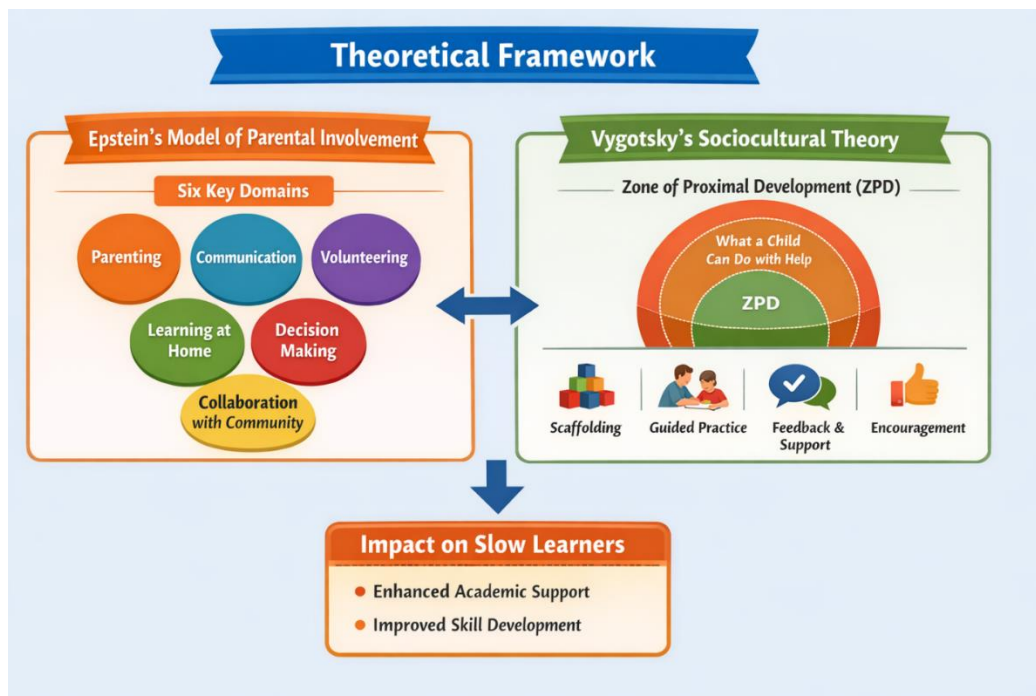 Theoretical Framework
Epstein's Model of Parental Involvement
Six Key Domains
Parenting
Communication
Volunteering
Learning at
Home
Decision
Making
Collaboration
with Community
Vygotsky's Sociocultural Theory
Zone of Proximal Development (ZPD)
What a Child
Can Do with Help
ZPD
Scaffolding
Guided Practice
Feedback &
Support
Encouragement
Impact on Slow Learners
Enhanced Academic Support
Improved Skill Development